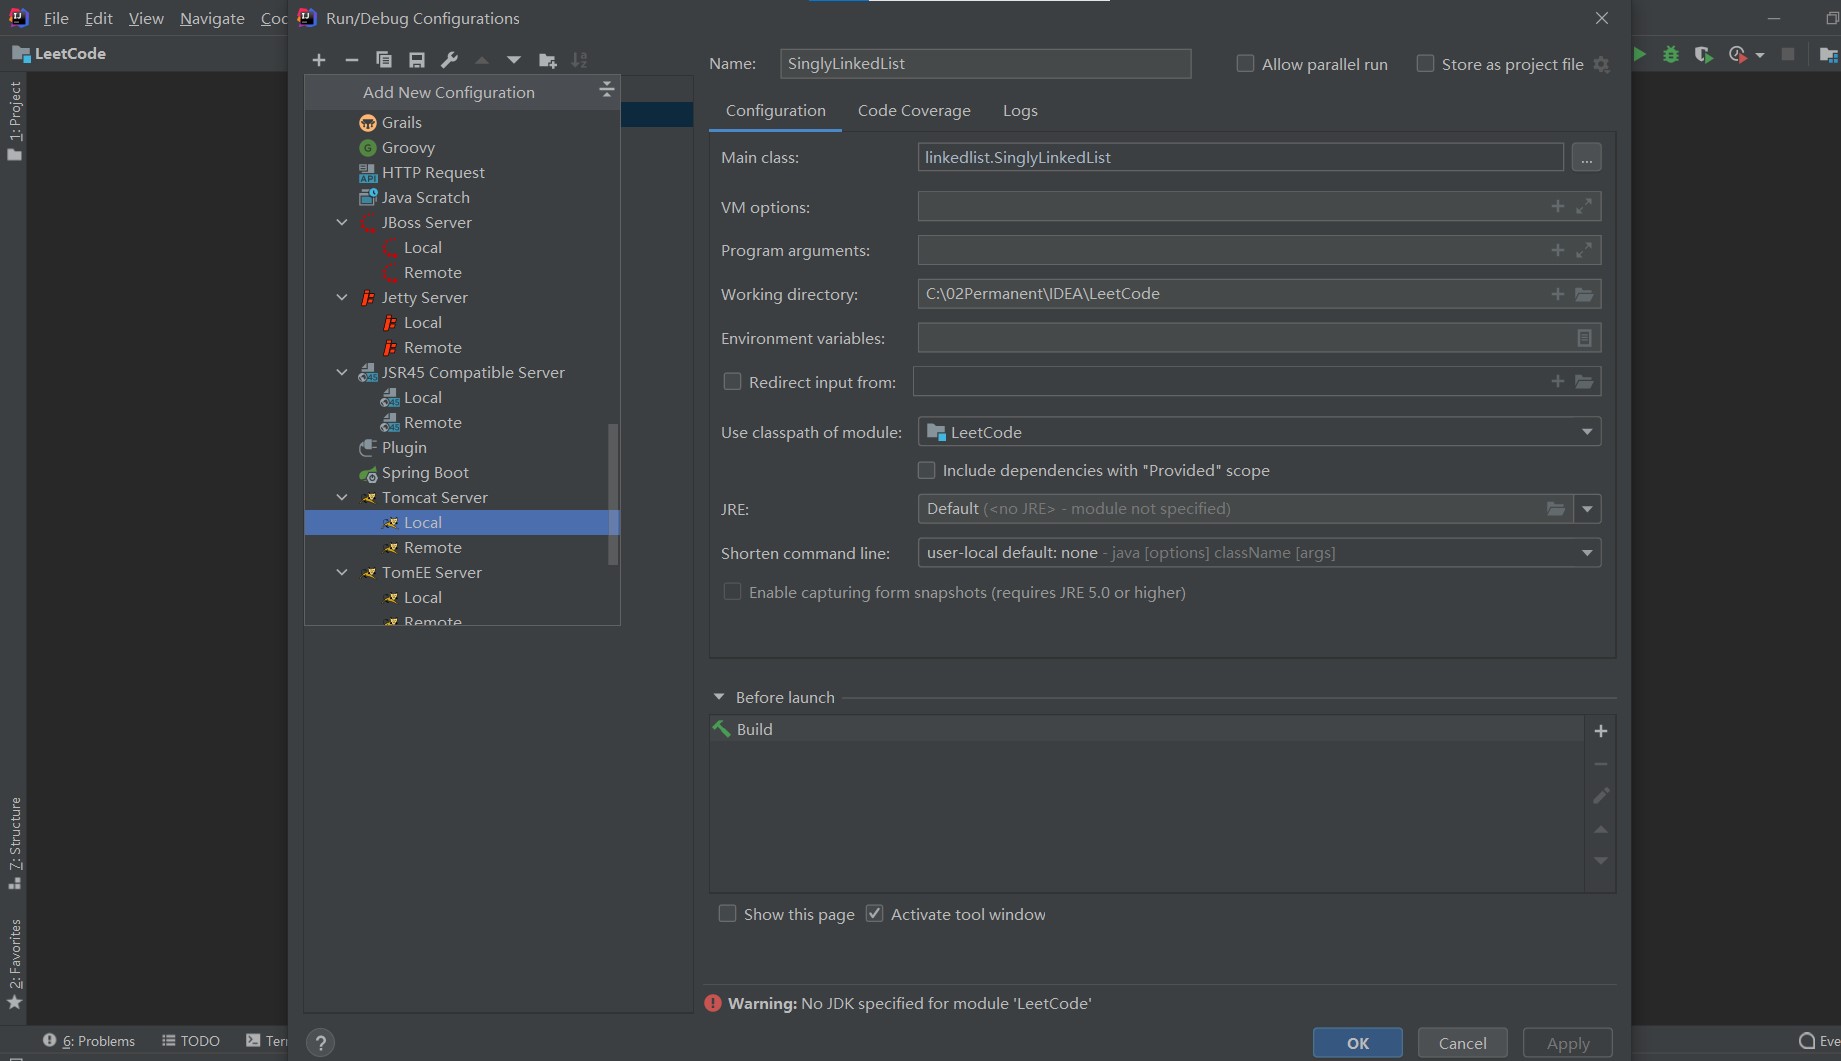 File Edit View Navigate
Run/Debug Configurations
LeetCode
1: Project
7: Structure
2: Favorites
Add New Configuration
Grails
Groovy
HTTP Request
Java Scratch
JBoss Server
Local
Remote
Jetty Server
Local
Remote
JSR45 Compatible Server
Local
Remote
Plugin
Spring Boot
Tomcat Server
Local
Remote
TomEE Server
Local
Remote
Name: SinglyLinkedList Allow parallel run Store as project file
Configuration Code Coverage Logs
Main class: linkedlist.SinglyLinkedList ...
VM options:
Program arguments:
Working directory: C:\02Permanent\IDEA\LeetCode
Environment variables:
Redirect input from:
Use classpath of module: LeetCode
Include dependencies with "Provided" scope
JRE: Default (<no JRE> - module not specified)
Shorten command line: user-local default: none - java [options] className [args]
Enable capturing form snapshots (requires JRE 5.0 or higher)
Before launch
Build
Show this page Activate tool window
Warning: No JDK specified for module 'LeetCode'
? OK Cancel Apply
6: Problems TODO